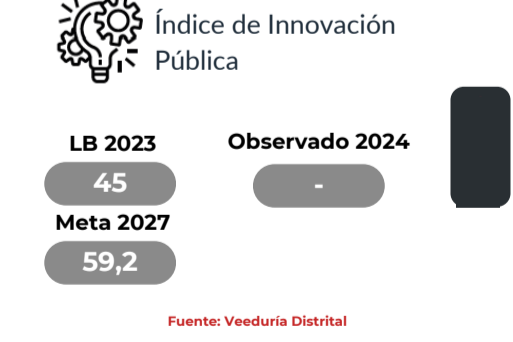 Índice de Innovación
Pública
LB 2023
45
Observado 2024
-
Meta 2027
59,2
Fuente: Veeduría Distrital